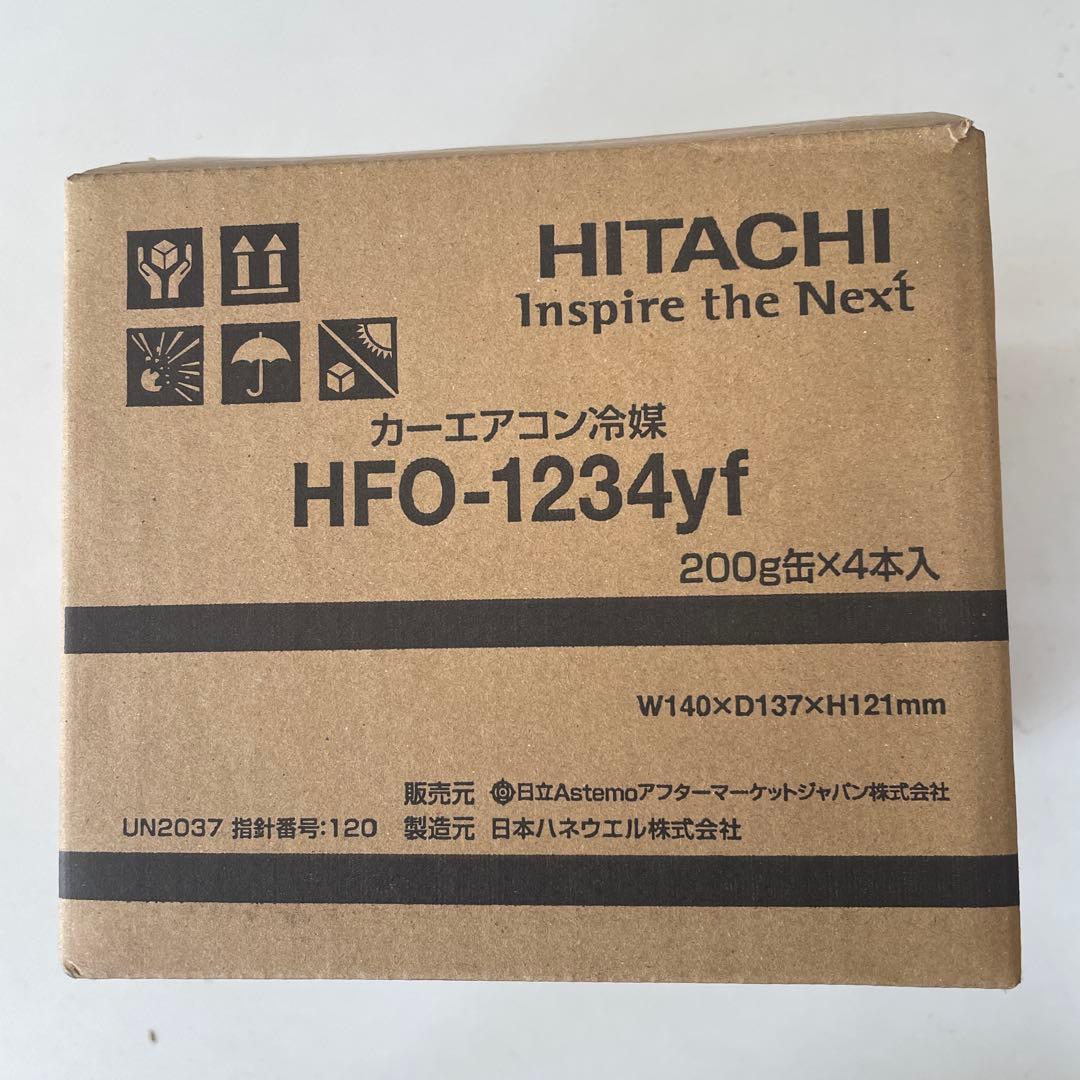 HITACHI
Inspire the Next
カーエアコン冷媒
HFO-1234yf
200g缶×4本入
W140×D137×H121mm
販売元 日立Astemoアフターマーケットジャパン株式会社
UN2037 指針番号:120 製造元 日本ハネウエル株式会社